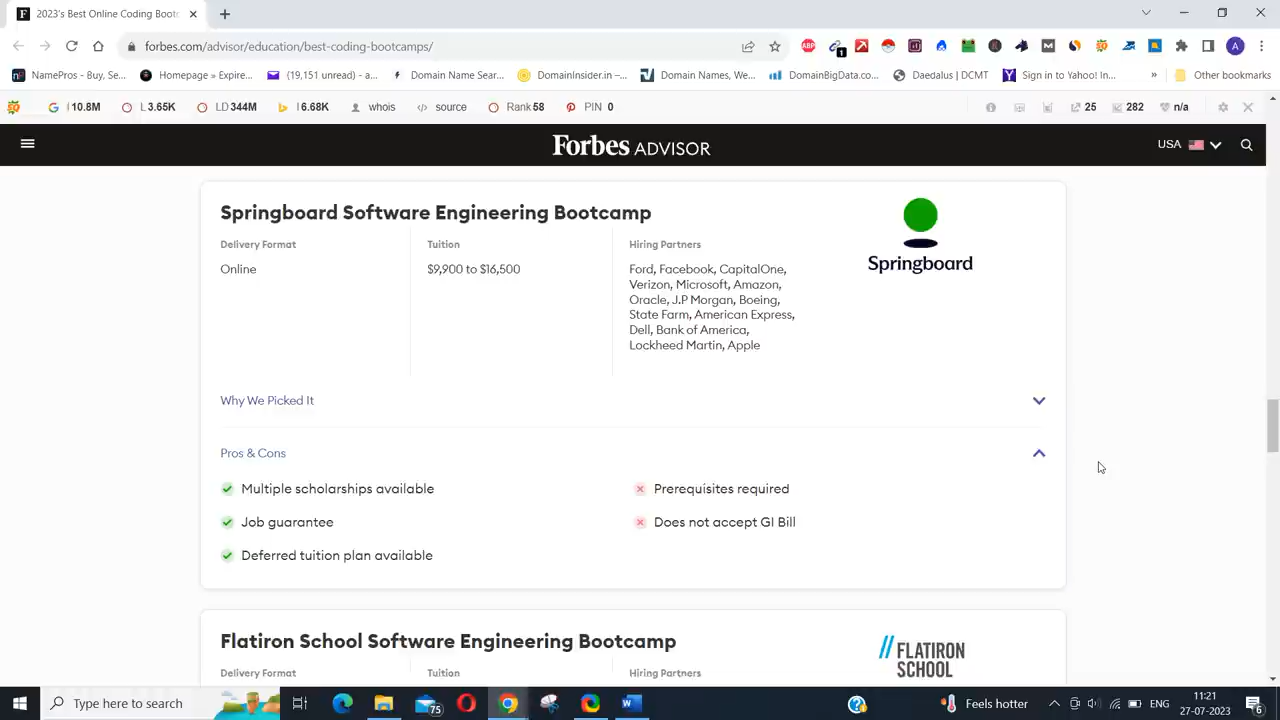 2023's Best Online Coding Boot
forbes.com/advisor/education/best-coding-bootcamps/
NamePros - Buy, Se... Homepage » Expire... (19,151 unread) - a... Domain Name Sear... DomainInsider.in –... Domain Names, We... DomainBigData.co... Daedalus | DCMT Sign in to Yahoo! In... » Other bookmarks
I 10.8M L 3.65K LD 344M I 6.68K whois source Rank 58 PIN 0 25 282 n/a
Forbes ADVISOR USA
Springboard Software Engineering Bootcamp
Springboard
Delivery Format Tuition Hiring Partners
Online $9,900 to $16,500 Ford, Facebook, CapitalOne,
Verizon, Microsoft, Amazon,
Oracle, J.P Morgan, Boeing,
State Farm, American Express,
Dell, Bank of America,
Lockheed Martin, Apple
Why We Picked It
Pros & Cons
Multiple scholarships available Prerequisites required
Job guarantee Does not accept GI Bill
Deferred tuition plan available
Flatiron School Software Engineering Bootcamp
FLATIRON
SCHOOL
Delivery Format Tuition Hiring Partners
Type here to search 75 Feels hotter ENG 11:21
27-07-2023 6